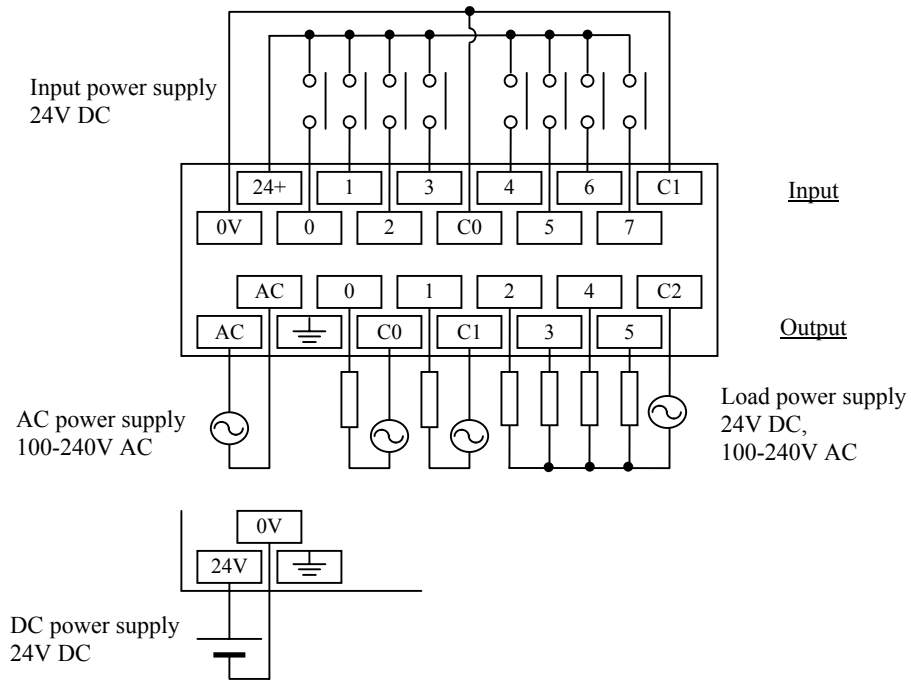 Input power supply
24V DC
24+ 1 3 4 6 C1
Input
0V 0 2 C0 5 7
AC 0 1 2 4 C2
AC C0 C1 3 5
Output
AC power supply
100-240V AC
Load power supply
24V DC,
100-240V AC
0V
24V
DC power supply
24V DC